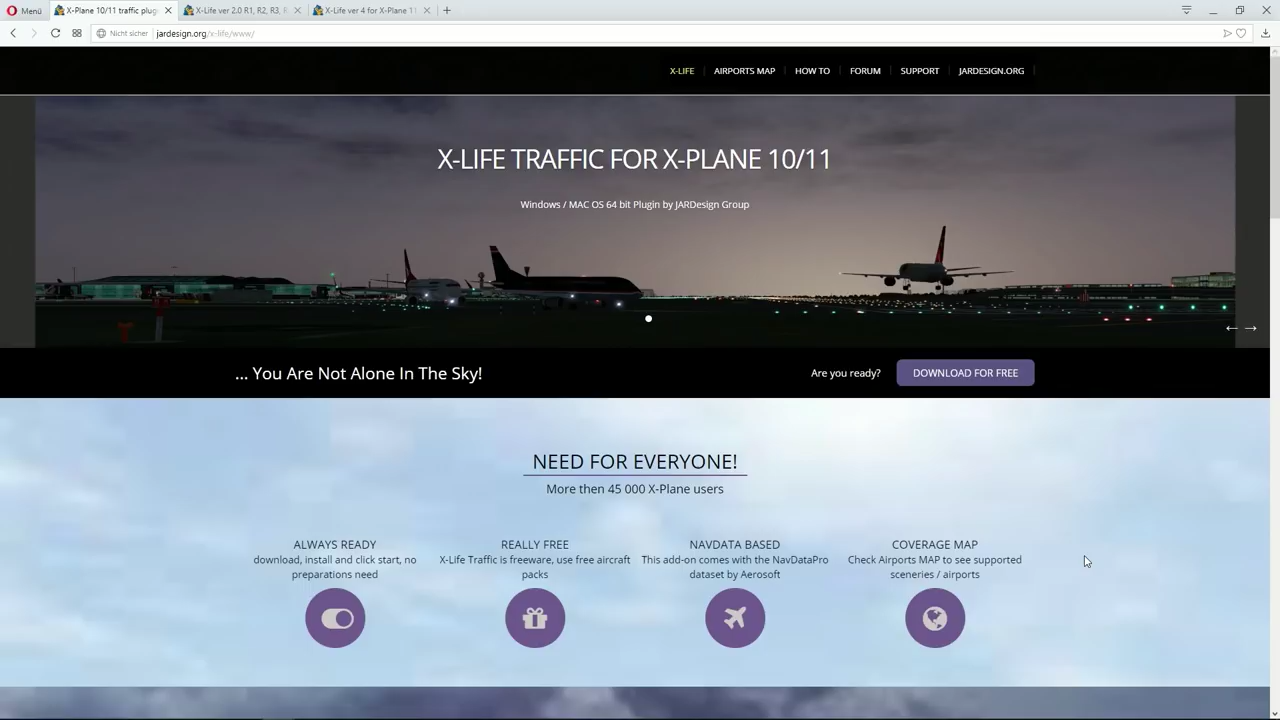 Menü
X-Plane 10/11 traffic plug
X-Life ver 2.0 R1, R2, R3, R
X-Life ver 4 for X-Plane 11
Nicht sicher
jardesign.org/x-life/www/
X-LIFE
AIRPORTS MAP
HOW TO
FORUM
SUPPORT
JARDESIGN.ORG
X-LIFE TRAFFIC FOR X-PLANE 10/11
Windows / MAC OS 64 bit Plugin by JARDesign Group
... You Are Not Alone In The Sky!
Are you ready?
DOWNLOAD FOR FREE
NEED FOR EVERYONE!
More then 45 000 X-Plane users
ALWAYS READY
download, install and click start, no
preparations need
REALLY FREE
X-Life Traffic is freeware, use free aircraft
packs
NAVDATA BASED
This add-on comes with the NavDataPro
dataset by Aerosoft
COVERAGE MAP
Check Airports MAP to see supported
sceneries / airports